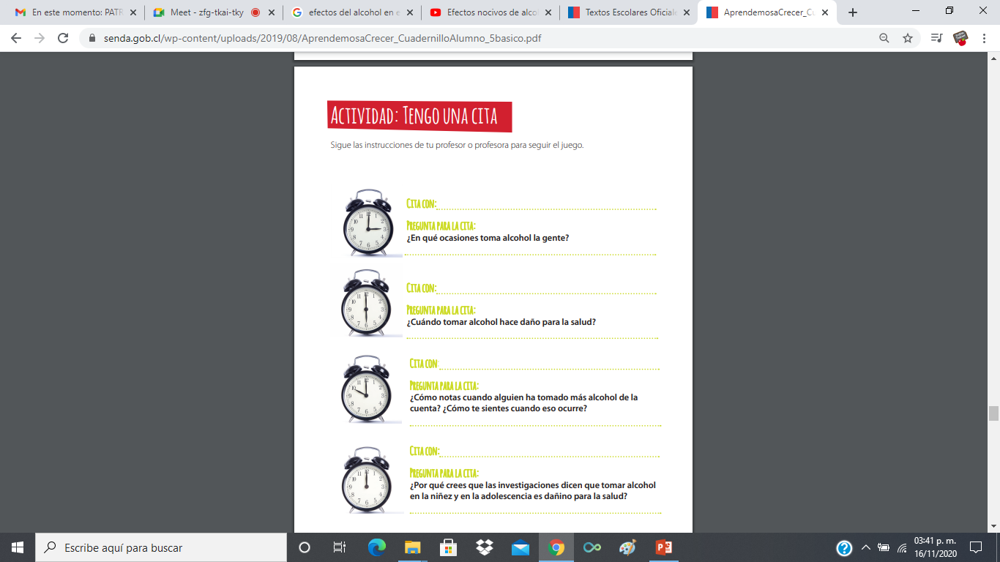 En este momento: PATR
Meet - zfg-tkai-tky
efectos del alcohol en e
Efectos nocivos de alco
Textos Escolares Oficiale
AprendemosaCrecer_Cu
senda.gob.cl/wp-content/uploads/2019/08/AprendemosaCrecer_CuadernilloAlumno_5basico.pdf
Actividad: Tengo una cita
Sigue las instrucciones de tu profesor o profesora para seguir el juego.
Cita con:
Pregunta para la cita:
¿En qué ocasiones toma alcohol la gente?
Cita con:
Pregunta para la cita:
¿Cuándo tomar alcohol hace daño para la salud?
Cita con:
Pregunta para la cita:
¿Cómo notas cuando alguien ha tomado más alcohol de la
cuenta? ¿Cómo te sientes cuando eso ocurre?
Cita con:
Pregunta para la cita:
¿Por qué crees que las investigaciones dicen que tomar alcohol
en la niñez y en la adolescencia es dañino para la salud?
Escribe aquí para buscar
03:41 p. m.
16/11/2020